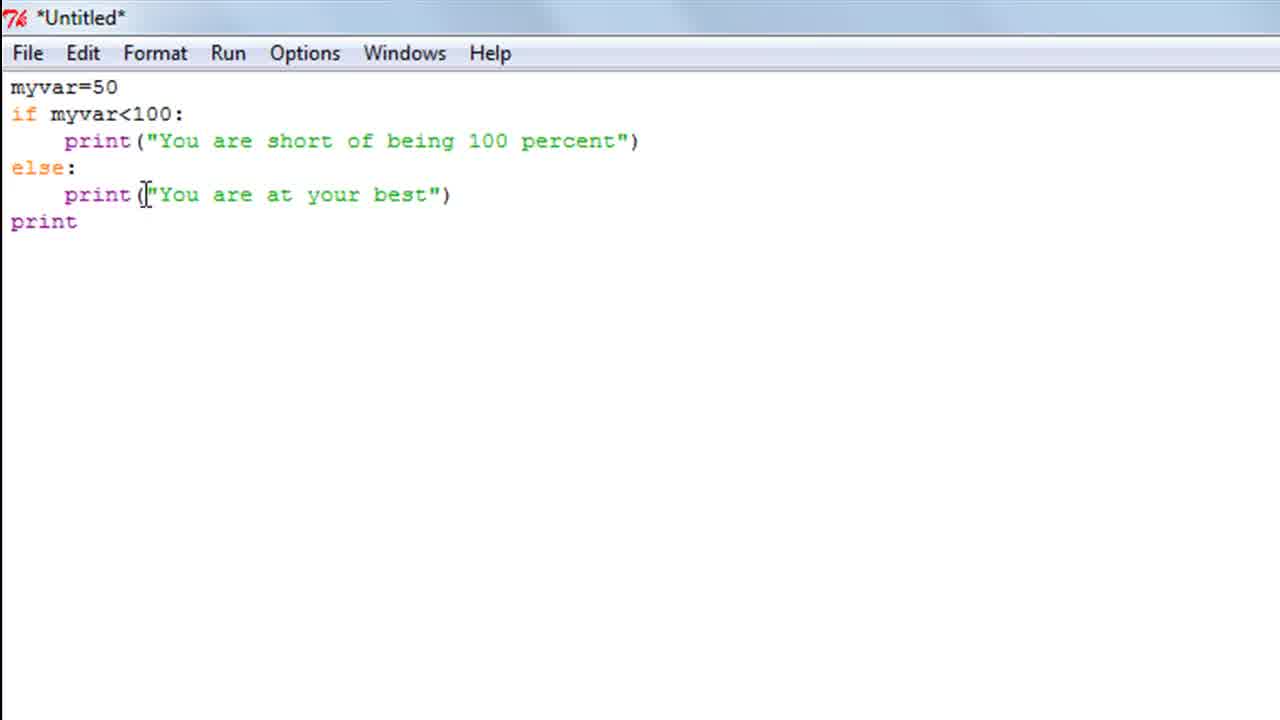 *Untitled*
File Edit Format Run Options Windows Help
myvar=50
if myvar<100:
    print("You are short of being 100 percent")
else:
    print("You are at your best")
print